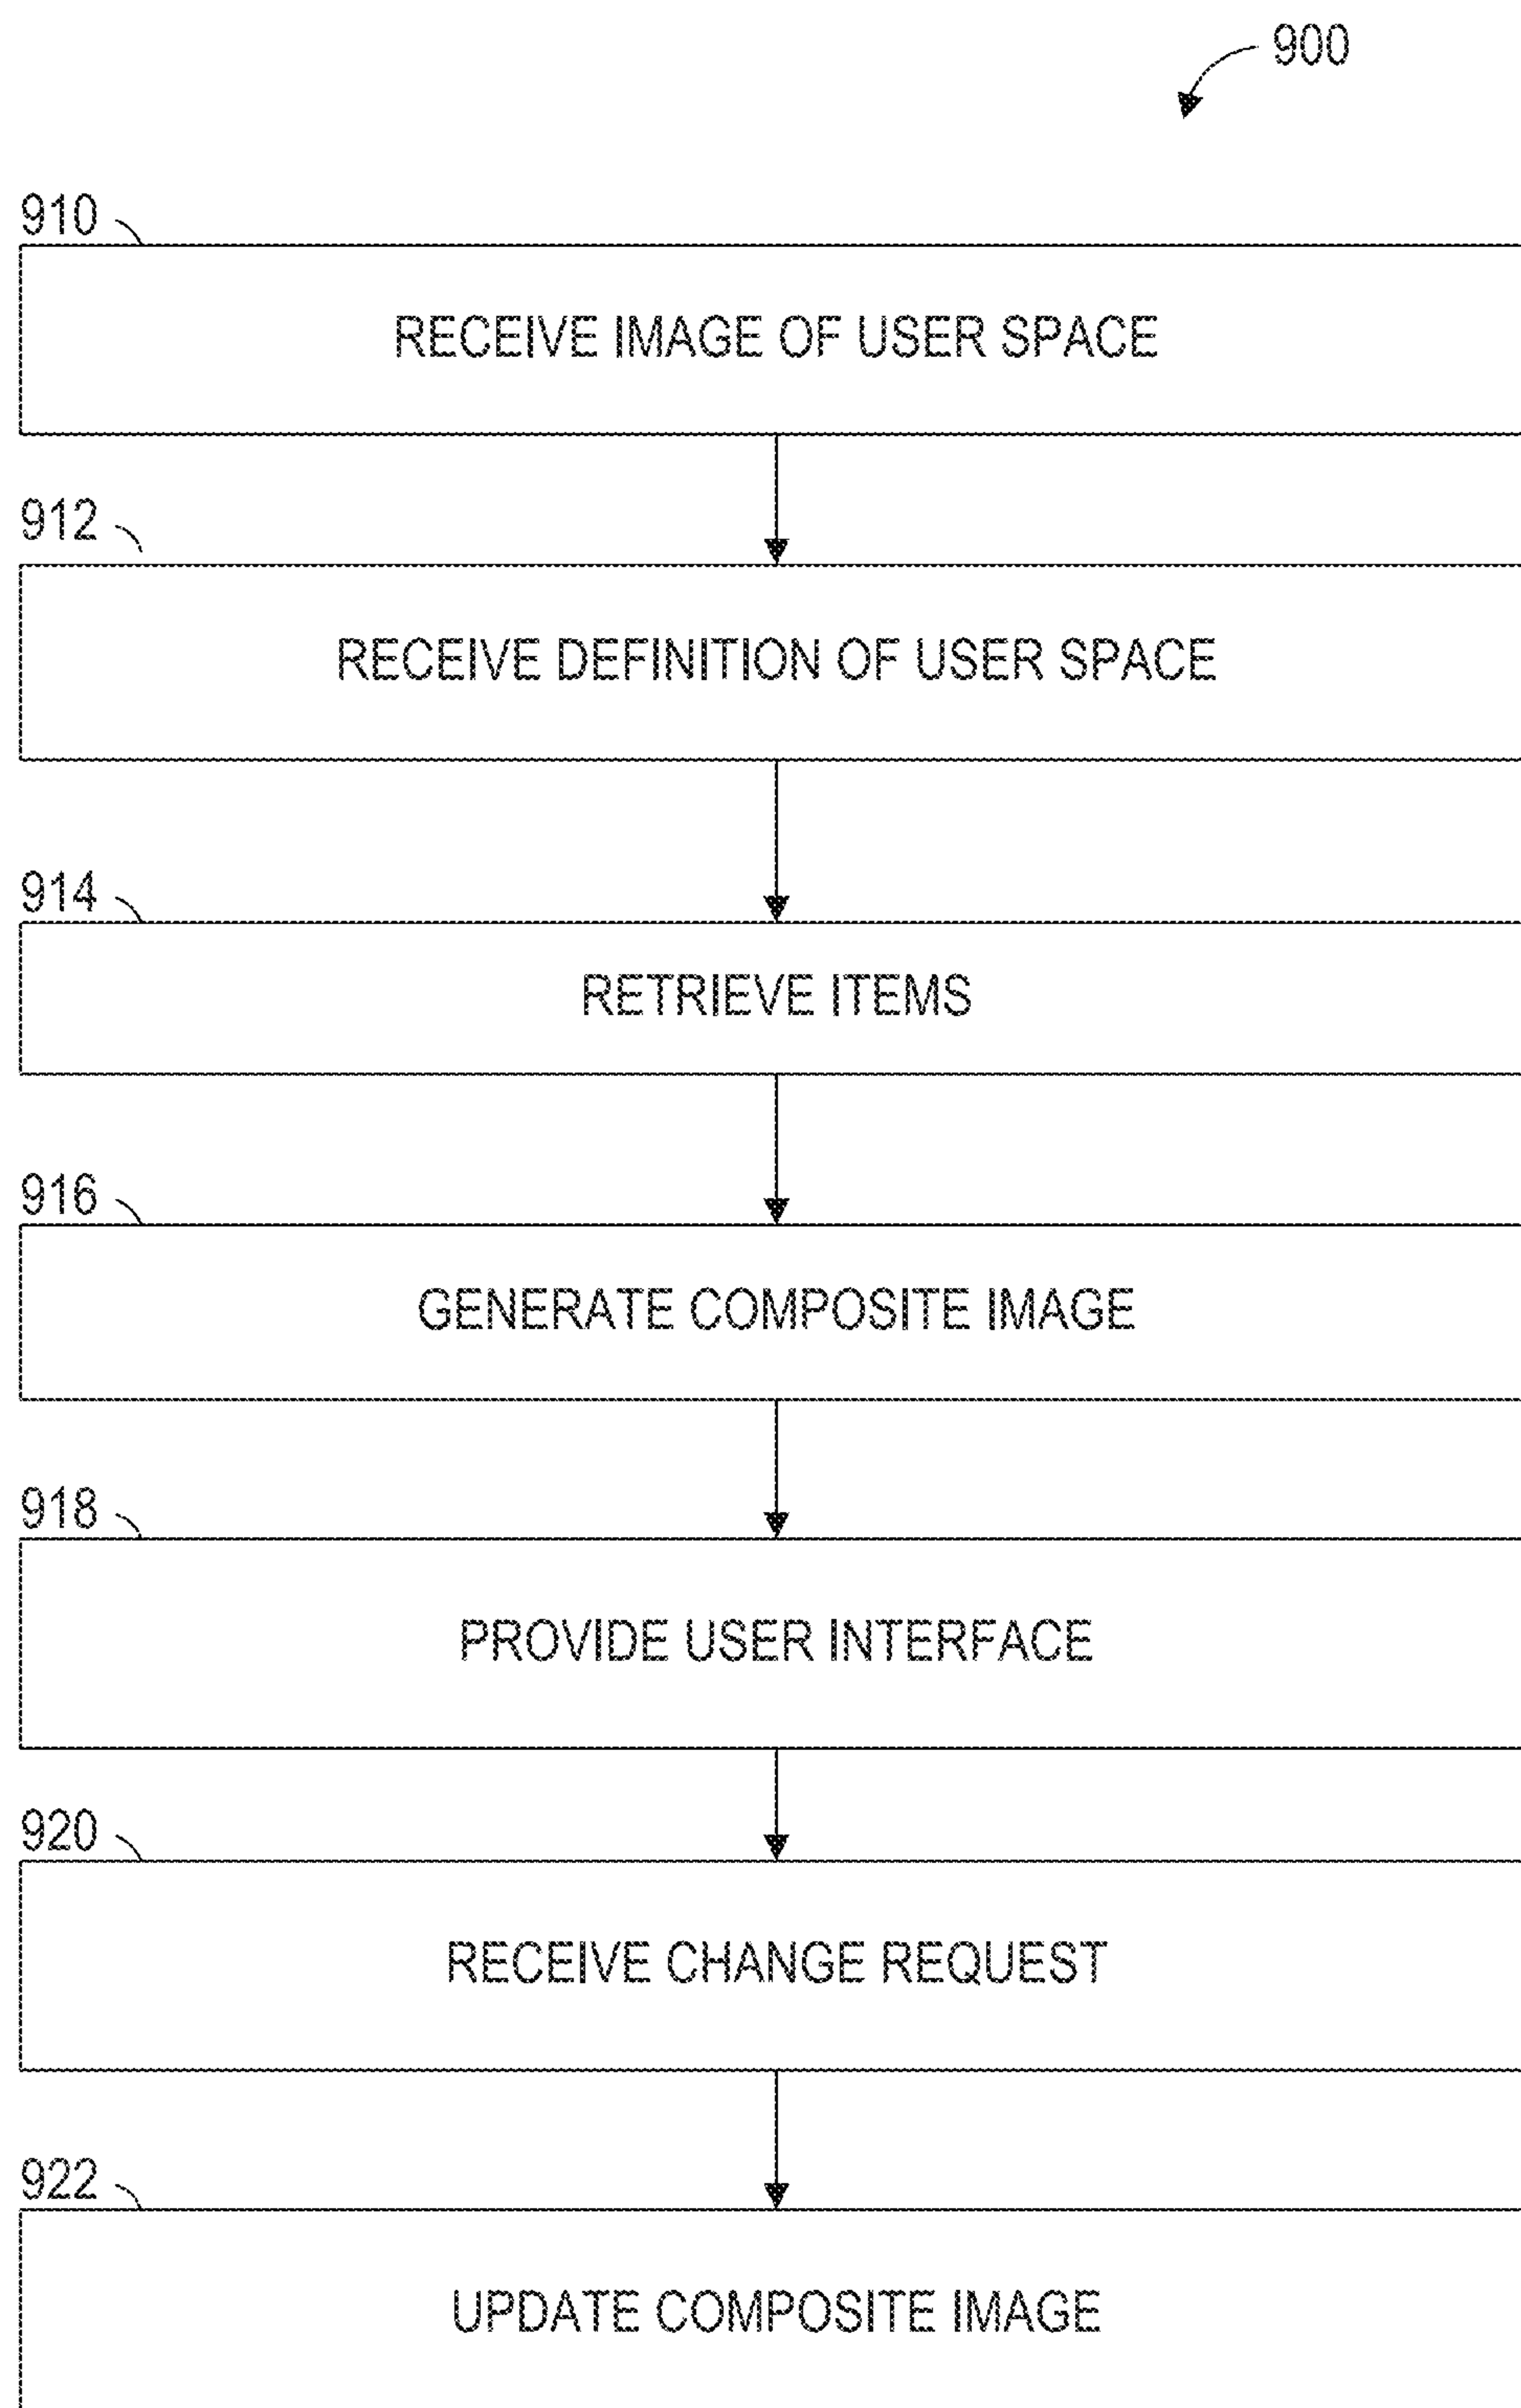 900
910
RECEIVE IMAGE OF USER SPACE
912
RECEIVE DEFINITION OF USER SPACE
914
RETRIEVE ITEMS
916
GENERATE COMPOSITE IMAGE
918
PROVIDE USER INTERFACE
920
RECEIVE CHANGE REQUEST
922
UPDATE COMPOSITE IMAGE